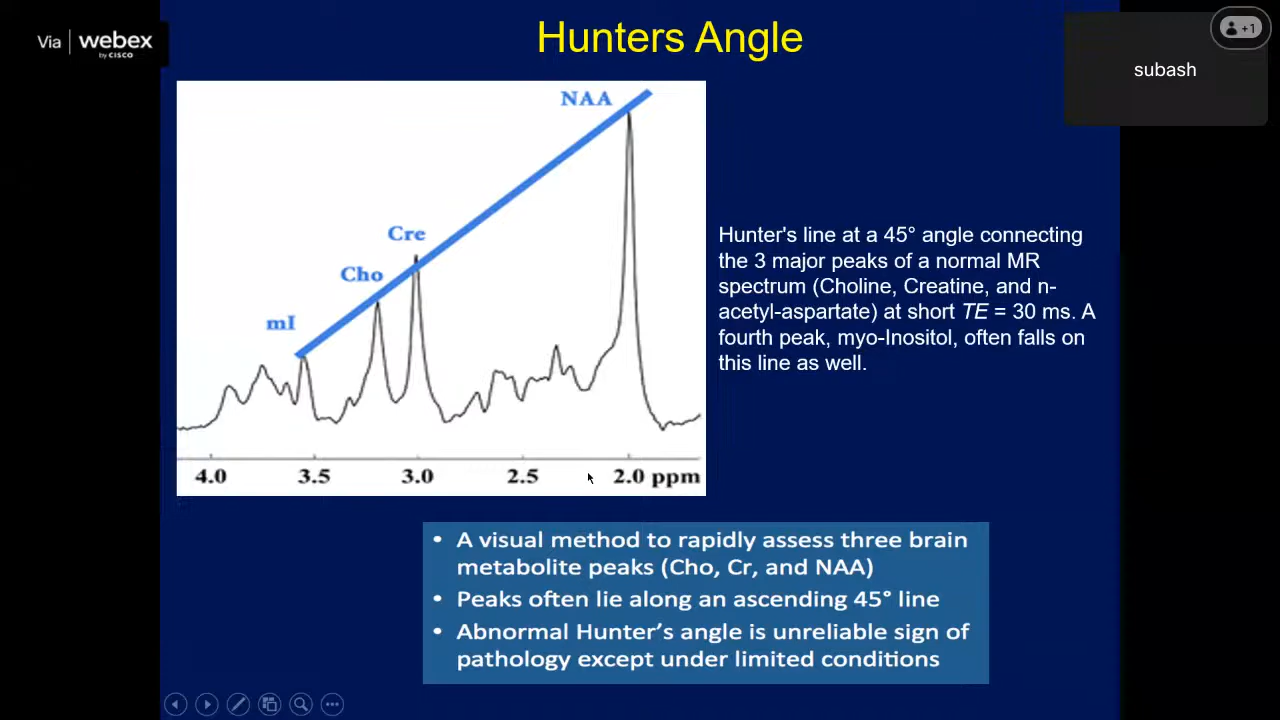 Via webex
by CISCO
Hunters Angle
+1
subash
NAA
Cre
Cho
mI
4.0 3.5 3.0 2.5 2.0 ppm
Hunter's line at a 45° angle connecting
the 3 major peaks of a normal MR
spectrum (Choline, Creatine, and n-
acetyl-aspartate) at short TE = 30 ms. A
fourth peak, myo-Inositol, often falls on
this line as well.
• A visual method to rapidly assess three brain
metabolite peaks (Cho, Cr, and NAA)
• Peaks often lie along an ascending 45° line
• Abnormal Hunter's angle is unreliable sign of
pathology except under limited conditions